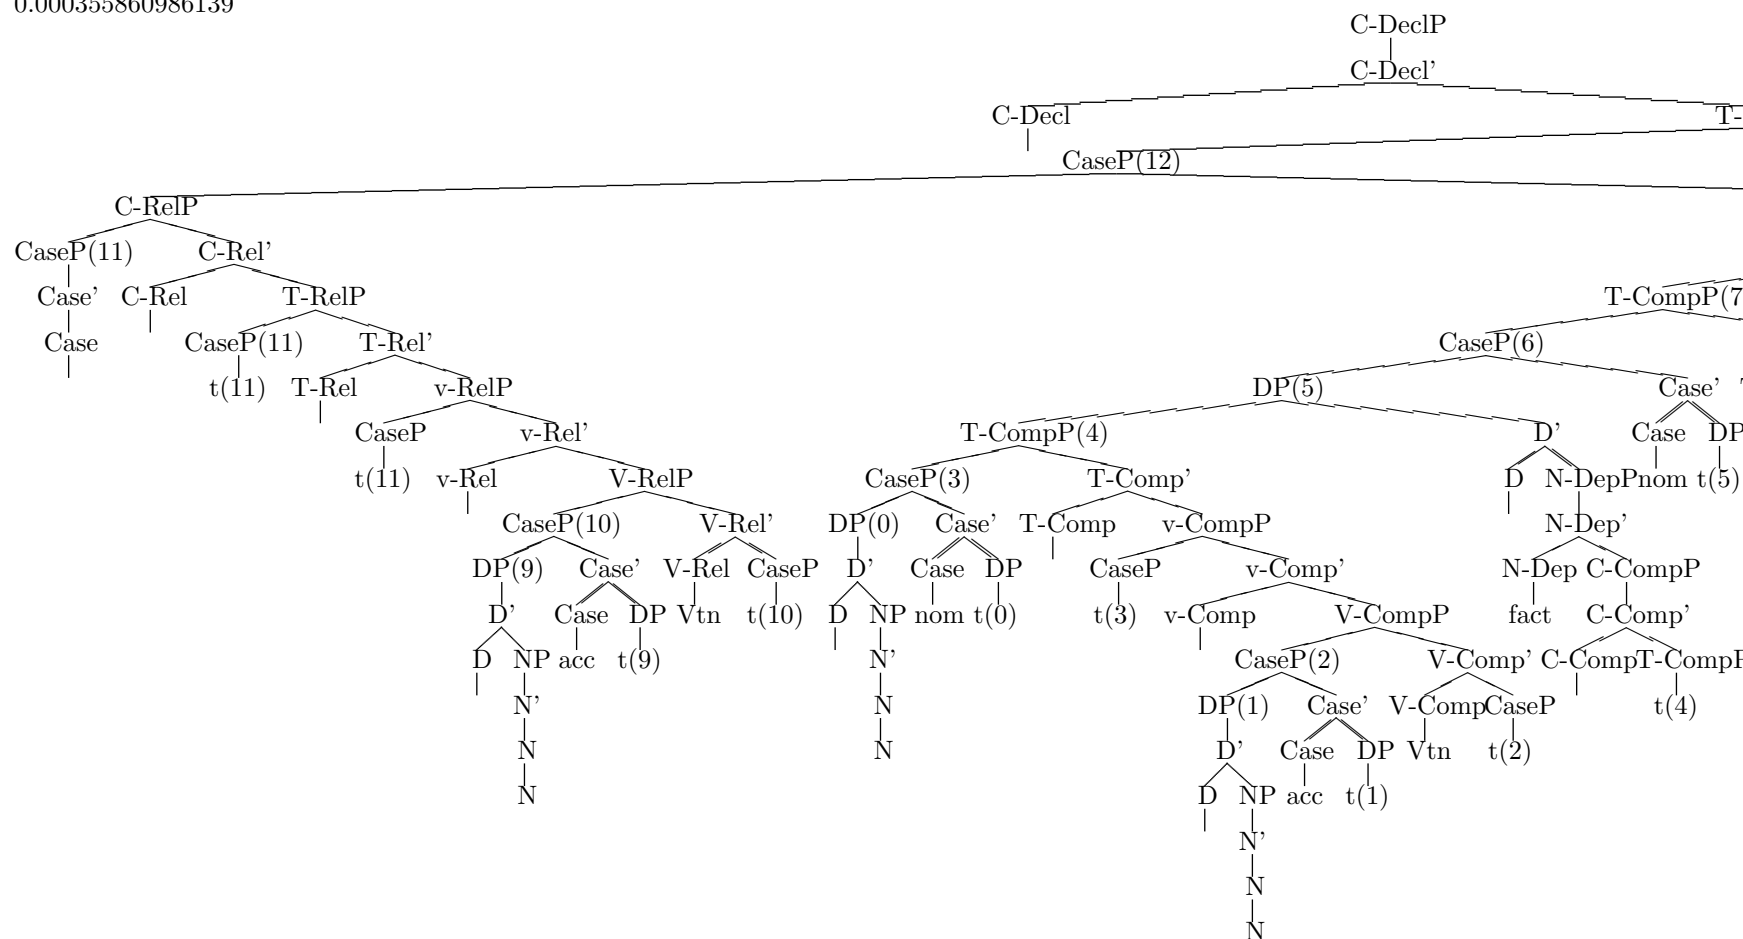 0.000355860986139
C-DeclP
C-Decl'
C-Decl T-
CaseP(12)
C-RelP
CaseP(11) C-Rel'
Case' C-Rel T-RelP T-CompP(7
Case CaseP(11) T-Rel' CaseP(6)
t(11) T-Rel v-RelP DP(5) Case'
CaseP v-Rel' T-CompP(4) D' Case DP
t(11) v-Rel V-RelP CaseP(3) T-Comp' D N-DepP nom t(5)
CaseP(10) V-Rel' DP(0) Case' T-Comp v-CompP N-Dep'
DP(9) Case' V-Rel CaseP D' Case DP CaseP v-Comp' N-Dep C-CompP
D' Case DP Vtn t(10) D NP nom t(0) t(3) v-Comp V-CompP fact C-Comp'
D NP acc t(9) N' CaseP(2) V-Comp' C-Comp T-CompP
N' N DP(1) Case' V-Comp CaseP t(4)
N N D' Case DP Vtn t(2)
N D NP acc t(1)
N'
N
N